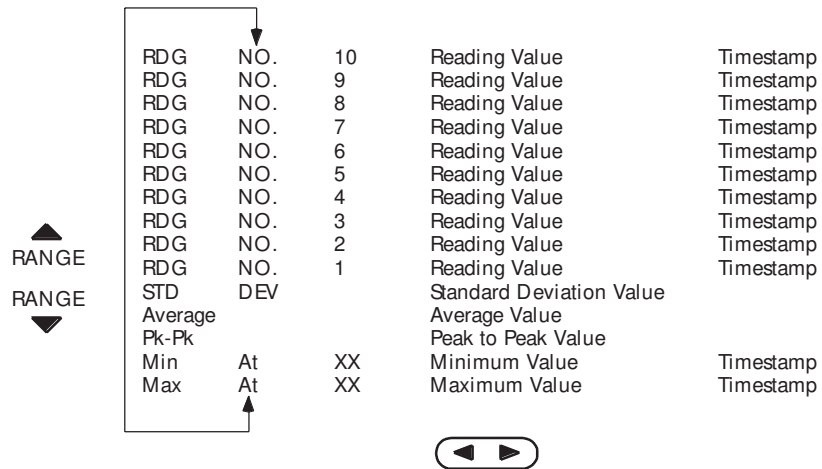 RDG NO. 10 Reading Value Timestamp
RDG NO. 9 Reading Value Timestamp
RDG NO. 8 Reading Value Timestamp
RDG NO. 7 Reading Value Timestamp
RDG NO. 6 Reading Value Timestamp
RDG NO. 5 Reading Value Timestamp
RDG NO. 4 Reading Value Timestamp
RDG NO. 3 Reading Value Timestamp
RDG NO. 2 Reading Value Timestamp
RANGE
RDG NO. 1 Reading Value Timestamp
RANGE
STD DEV Standard Deviation Value
Average Average Value
Pk-Pk Peak to Peak Value
Min At XX Minimum Value Timestamp
Max At XX Maximum Value Timestamp